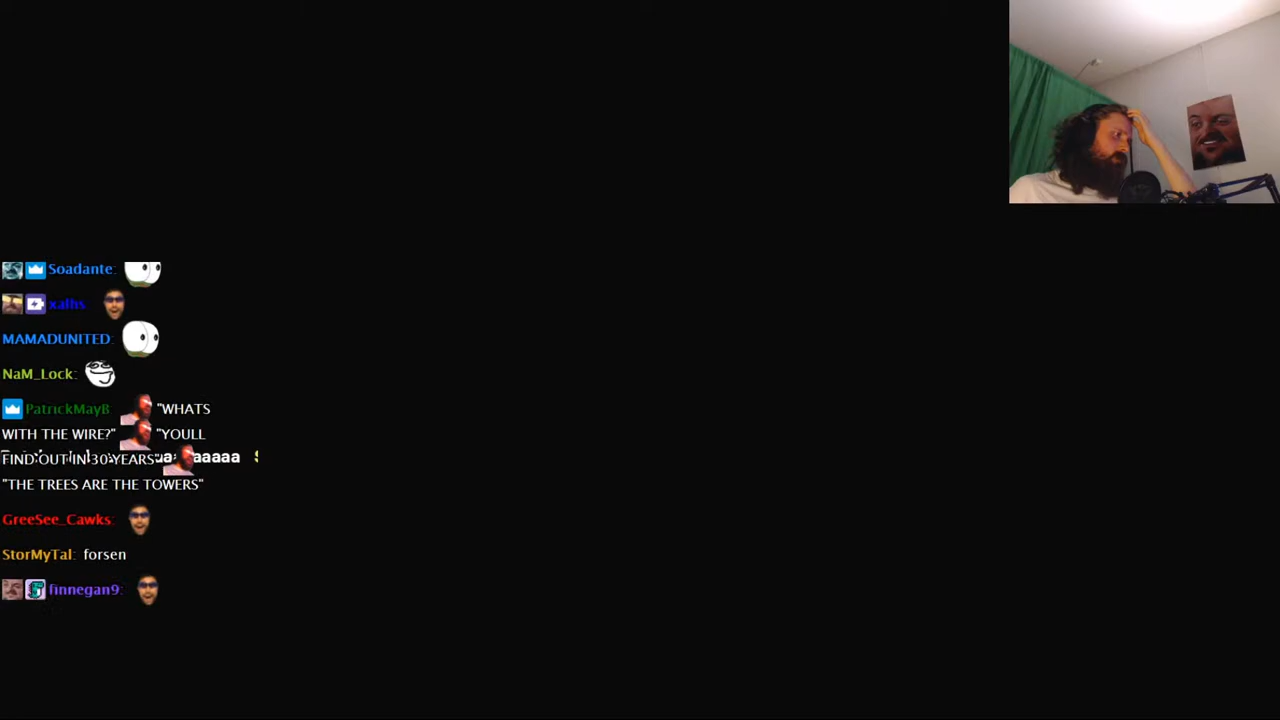 Soadante:
xalhs:
MAMADUNITED:
NaM_Lock:
PatrickMayB "WHATS
WITH THE WIRE?" "YOULL
FIND OUT IN 30 YEARS"
"THE TREES ARE THE TOWERS"
GreeSee_Cawks:
StorMyTal: forsen
finnegan9: